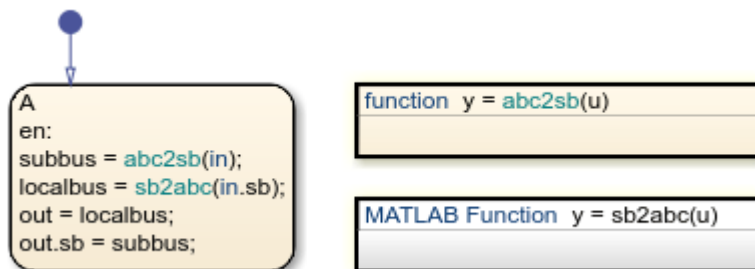 A
en:
subbus = abc2sb(in);
localbus = sb2abc(in.sb);
out = localbus;
out.sb = subbus;
function y = abc2sb(u)
MATLAB Function y = sb2abc(u)